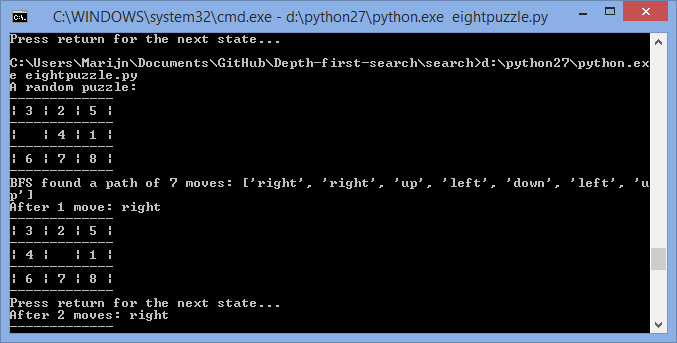 C:\WINDOWS\system32\cmd.exe - d:\python27\python.exe  eightpuzzle.py
Press return for the next state...
C:\Users\Marijn\Documents\GitHub\Depth-first-search\search>d:\python27\python.ex
e eightpuzzle.py
A random puzzle:
-------------
¦ 3 ¦ 2 ¦ 5 ¦
-------------
¦   ¦ 4 ¦ 1 ¦
-------------
¦ 6 ¦ 7 ¦ 8 ¦
-------------
BFS found a path of 7 moves: ['right', 'right', 'up', 'left', 'down', 'left', 'u
p']
After 1 move: right
-------------
¦ 3 ¦ 2 ¦ 5 ¦
-------------
¦ 4 ¦   ¦ 1 ¦
-------------
¦ 6 ¦ 7 ¦ 8 ¦
-------------
Press return for the next state...
After 2 moves: right
-------------